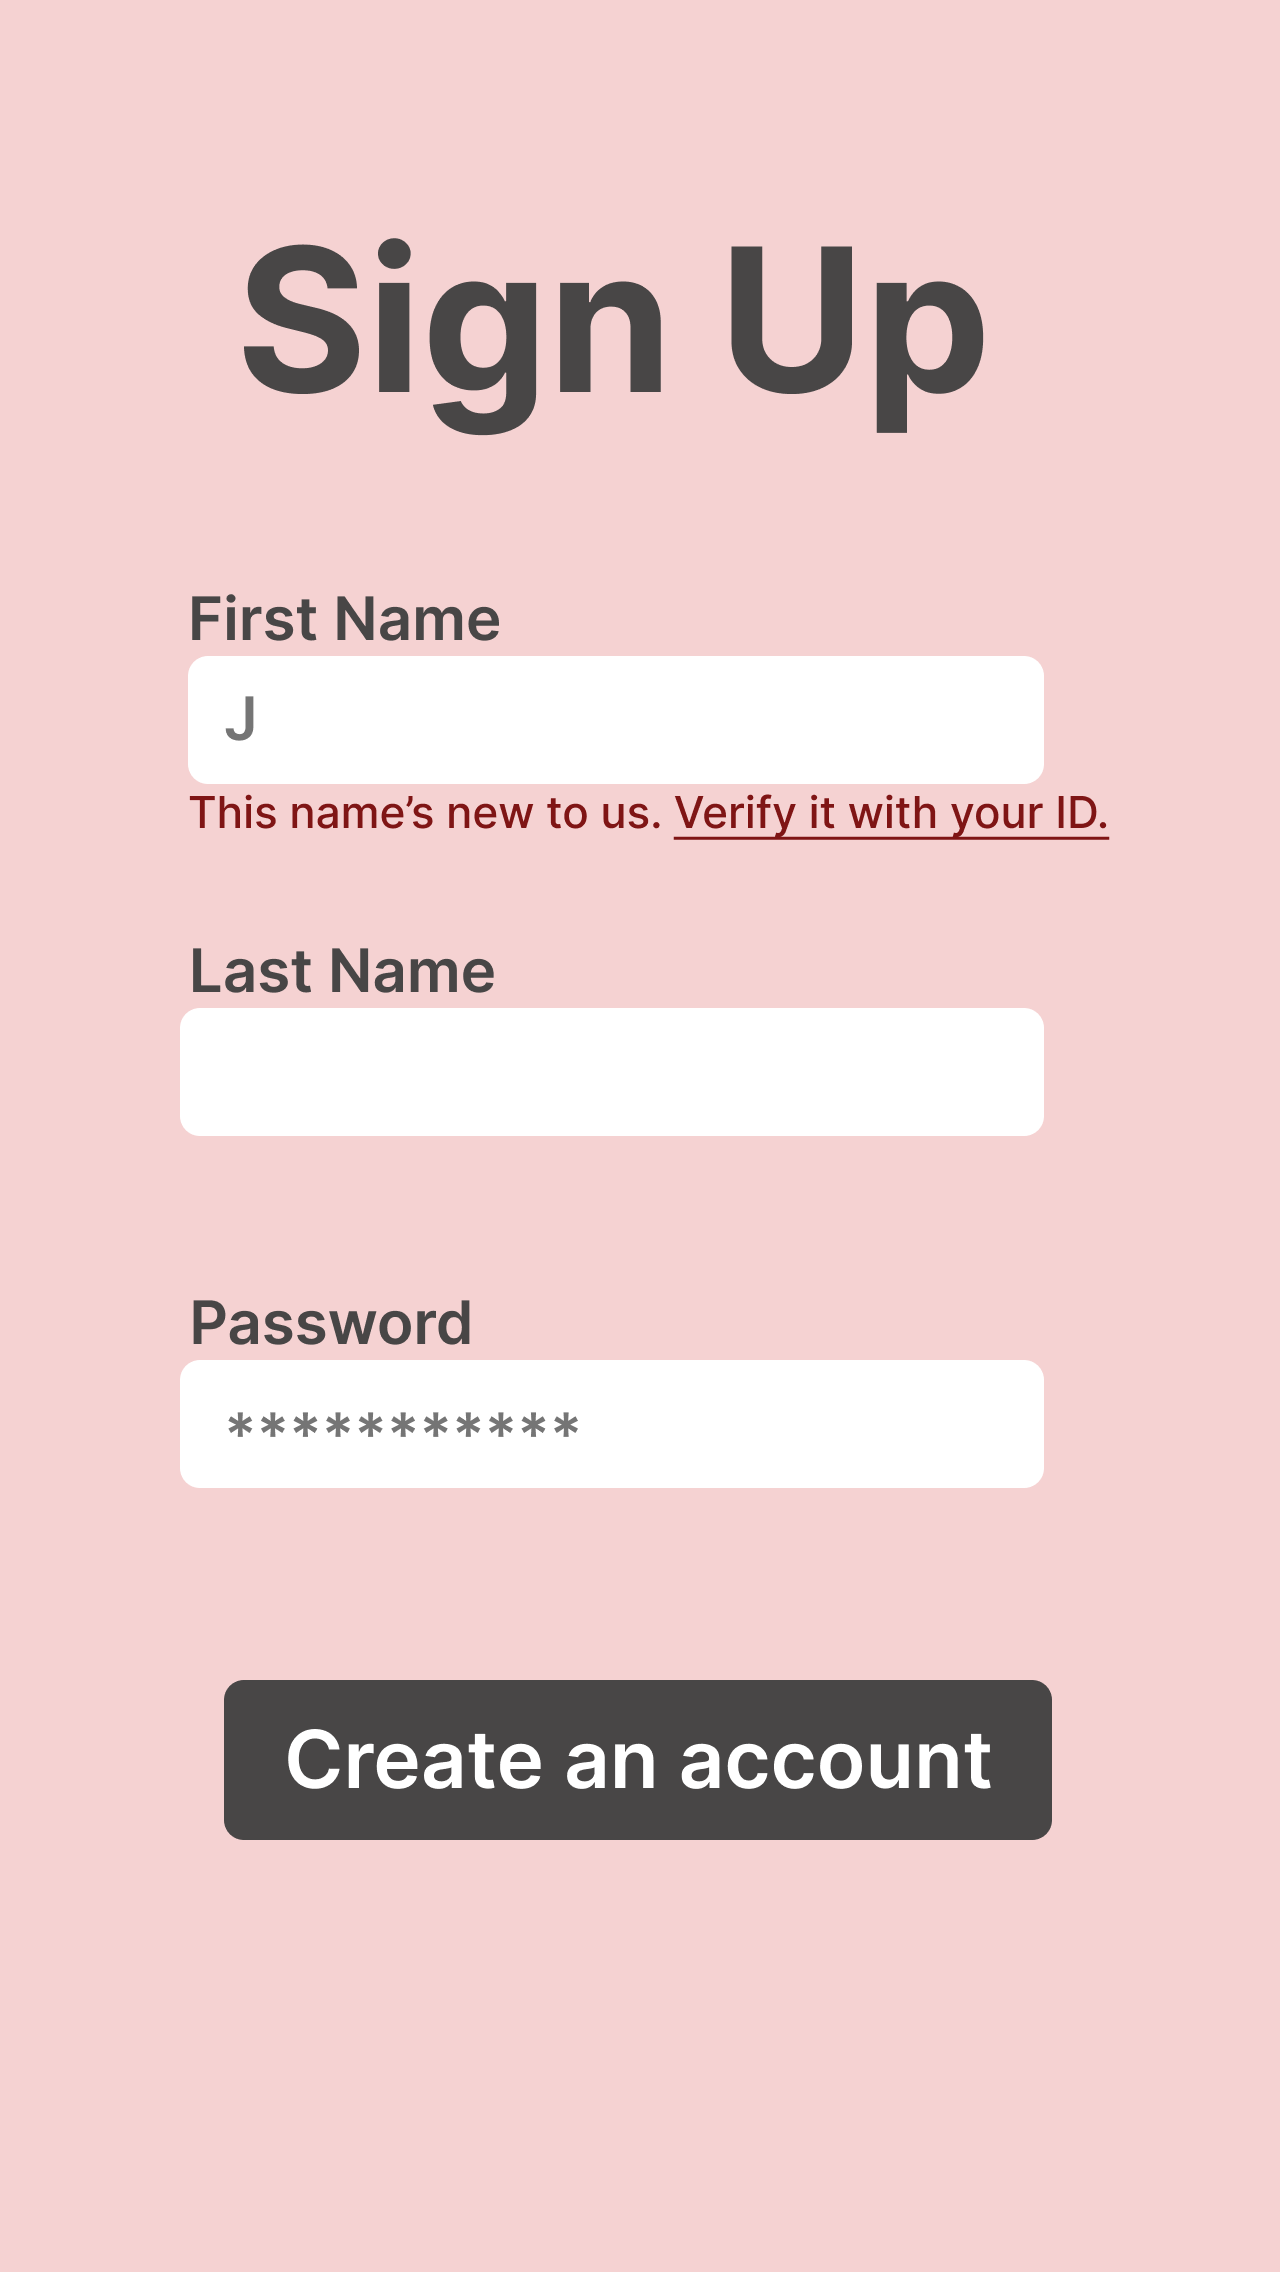 Sign Up
First Name
J
This name’s new to us. Verify it with your ID.
Last Name
Password
***********
Create an account